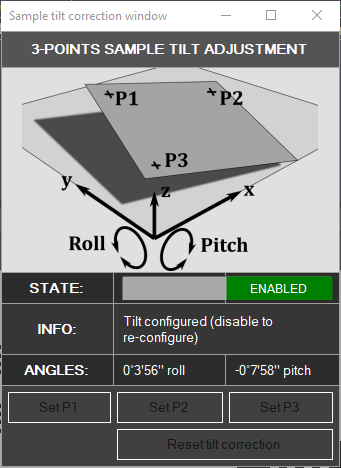 Sample tilt correction window
3-POINTS SAMPLE TILT ADJUSTMENT
P1
P2
P3
y
z
x
Roll
Pitch
STATE:
ENABLED
INFO:
Tilt configured (disable to
re-configure)
ANGLES:
0°3'56'' roll
-0°7'58'' pitch
Set P1
Set P2
Set P3
Reset tilt correction